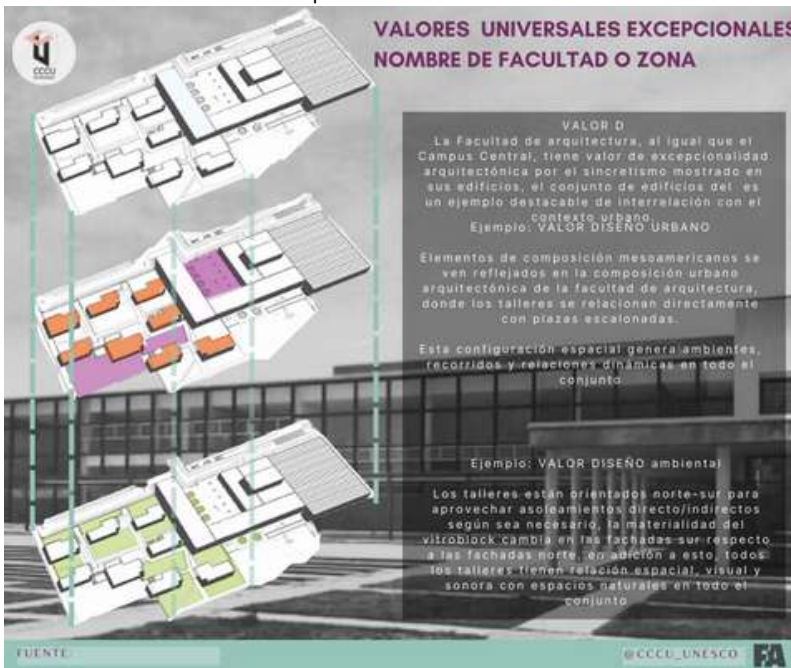 CCCU
VALORES UNIVERSALES EXCEPCIONALES
NOMBRE DE FACULTAD O ZONA
VALOR D
La Facultad de arquitectura, al igual que el
Campus Central, tiene valor de excepcionalidad
arquitectónica por el sincretismo mostrado en
sus edificios, el conjunto de edificios del es
un ejemplo destacable de interrelación con el
contexto urbano.
Ejemplo: VALOR DISEÑO URBANO
Elementos de composición mesoamericanos se
ven reflejados en la composición urbano
arquitectónica de la facultad de arquitectura,
donde los talleres se relacionan directamente
con plazas escalonadas.
Esta configuración espacial genera ambientes,
recorridos y relaciones dinámicas en todo el
conjunto
Ejemplo: VALOR DISEÑO ambiental
Los talleres están orientados norte-sur para
aprovechar asoleamientos directo/indirectos
según sea necesario, la materialidad del
vitroblock cambia en las fachadas sur respecto
a las fachadas norte, en adición a esto, todos
los talleres tienen relación espacial, visual y
sonora con espacios naturales en todo el
conjunto
FUENTE:
@CCCU_UNESCO
FA